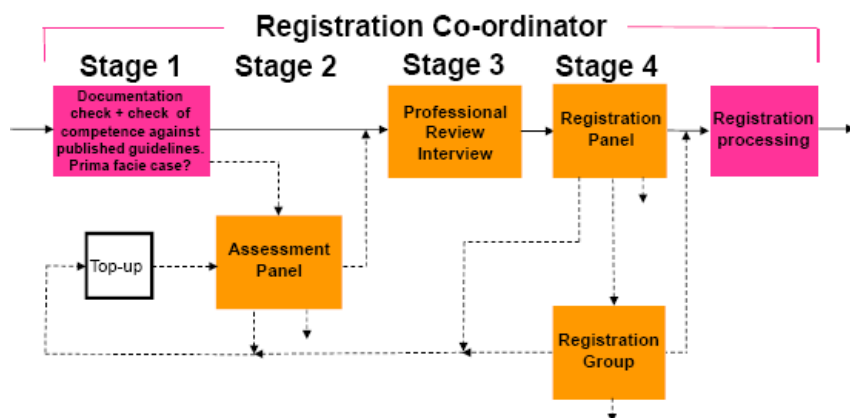 Registration Co-ordinator
Stage 1
Stage 2
Stage 3
Stage 4
Documentation
check + check of
competence against
published guidelines.
Prima facie case?
Professional
Review
Interview
Registration
Panel
Registration
processing
Top-up
Assessment
Panel
Registration
Group